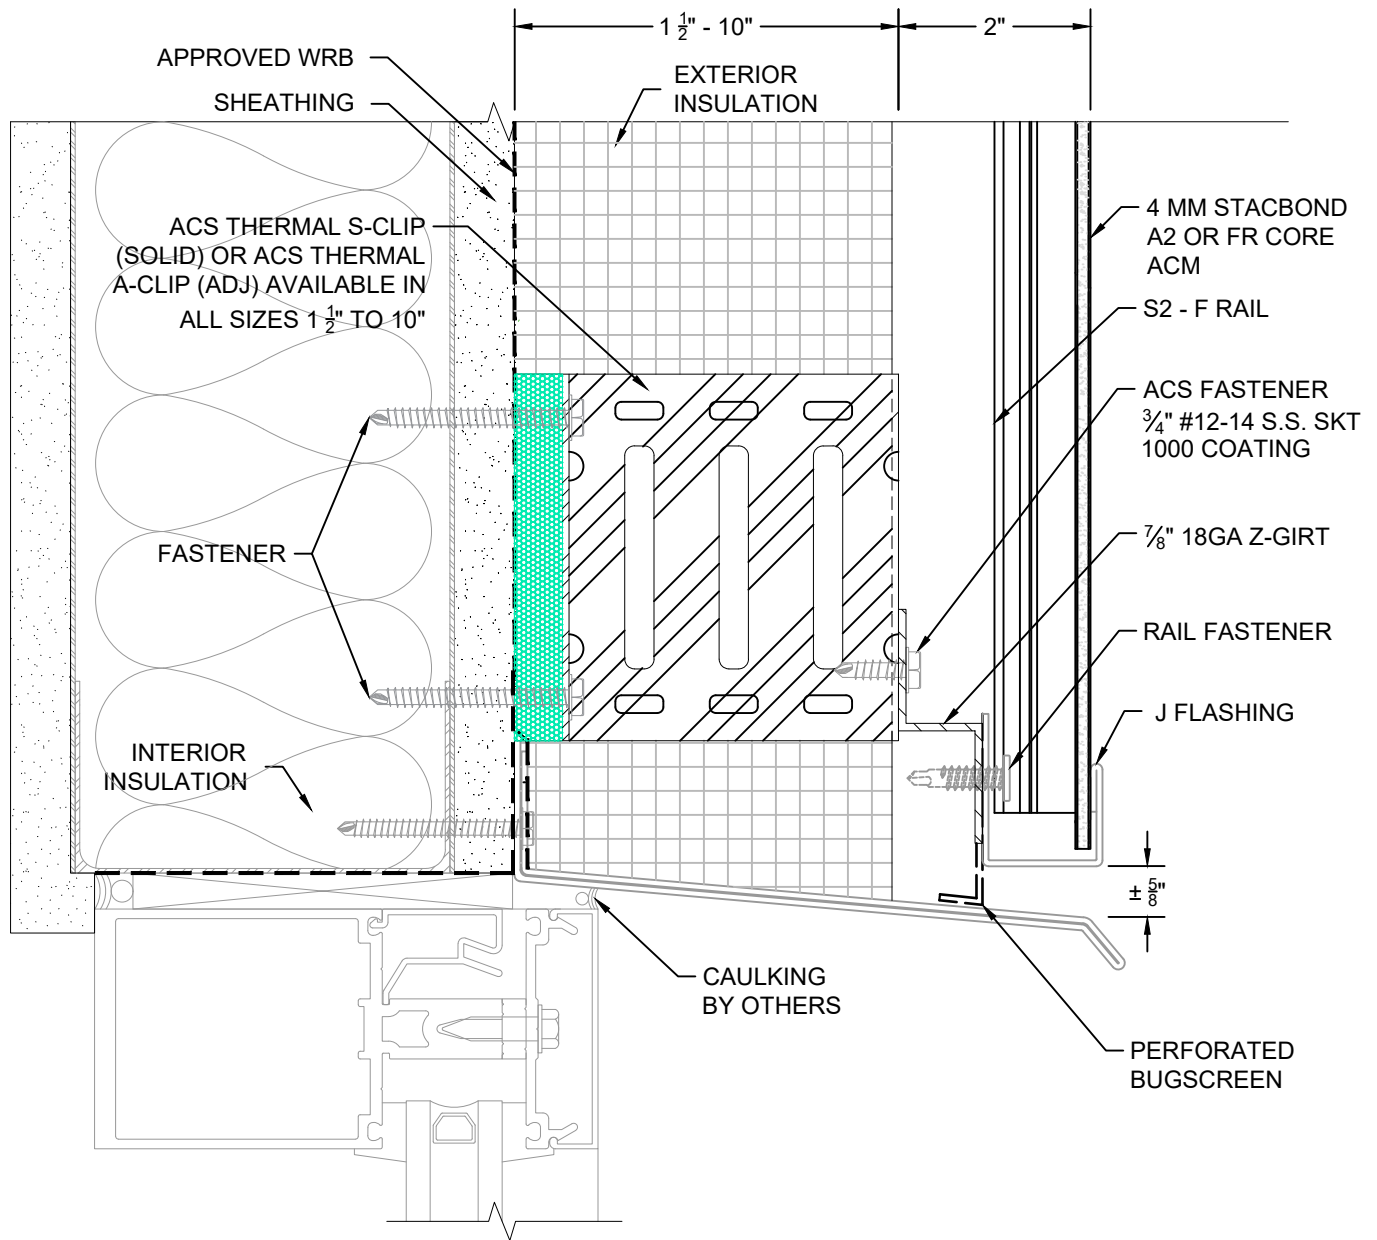 1 1/2" - 10"
2"
APPROVED WRB
SHEATHING
EXTERIOR
INSULATION
ACS THERMAL S-CLIP
(SOLID) OR ACS THERMAL
A-CLIP (ADJ) AVAILABLE IN
ALL SIZES 1 1/2" TO 10"
4 MM STACBOND
A2 OR FR CORE
ACM
S2 - F RAIL
ACS FASTENER
3/4" #12-14 S.S. SKT
1000 COATING
FASTENER
7/8" 18GA Z-GIRT
RAIL FASTENER
J FLASHING
INTERIOR
INSULATION
± 5/8"
CAULKING
BY OTHERS
PERFORATED
BUGSCREEN